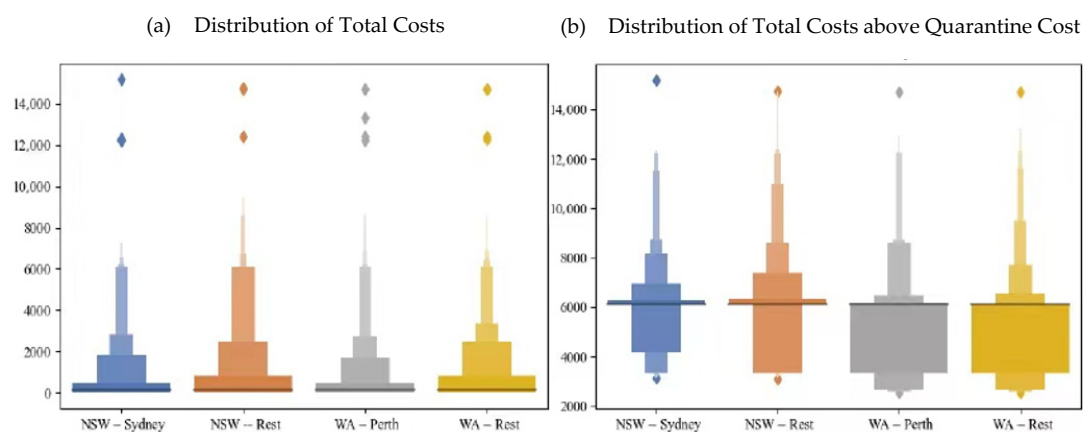 (a) Distribution of Total Costs
(b) Distribution of Total Costs above Quarantine Cost
14,000
12,000
10,000
8000
6000
4000
2000
0
NSW – Sydney
NSW – Rest
WA – Perth
WA – Rest
14,000
12,000
10,000
8000
6000
4000
2000
NSW – Sydney
NSW – Rest
WA – Perth
WA – Rest